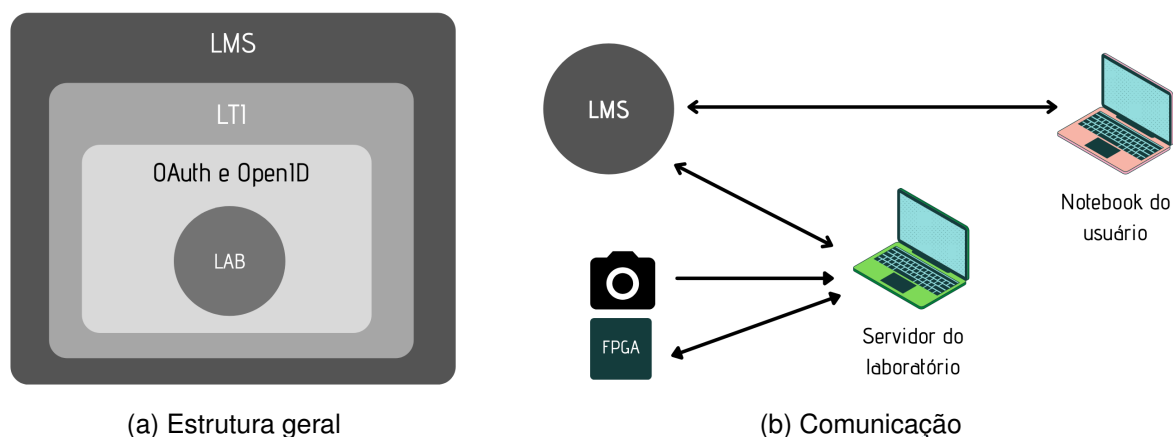 LMS
LTI
OAuth e OpenID
LAB
(a) Estrutura geral
LMS
Notebook do
usuário
FPGA
Servidor do
laboratório
(b) Comunicação